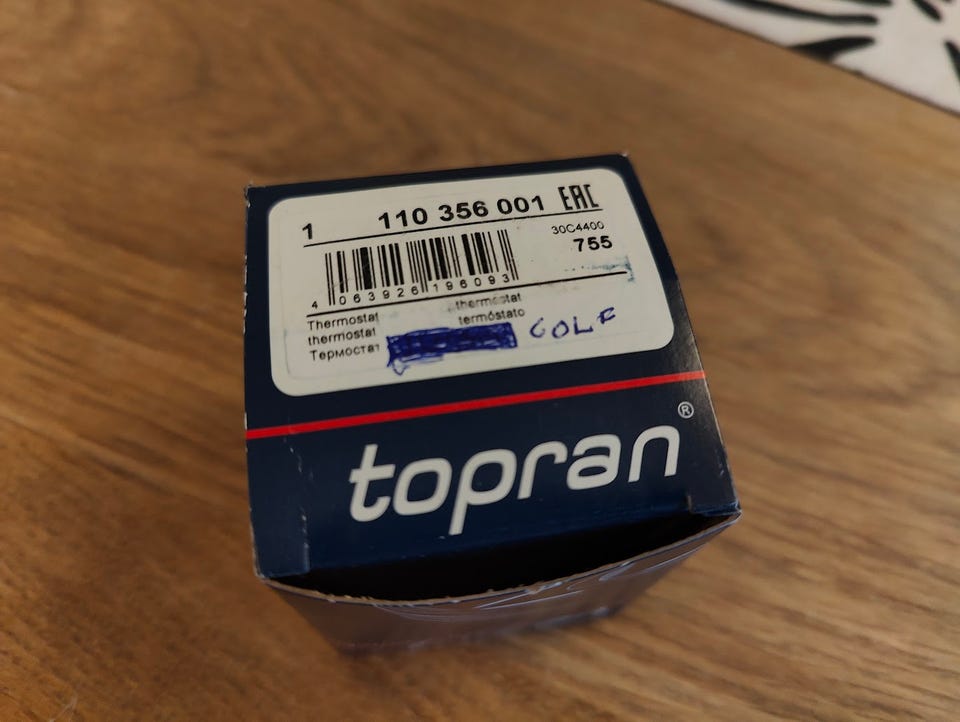 1 110 356 001 EAC
30C4400
755
4 063926 196093
Thermostat thermostat
thermostat termóstato
Термостат GOLF
topran®